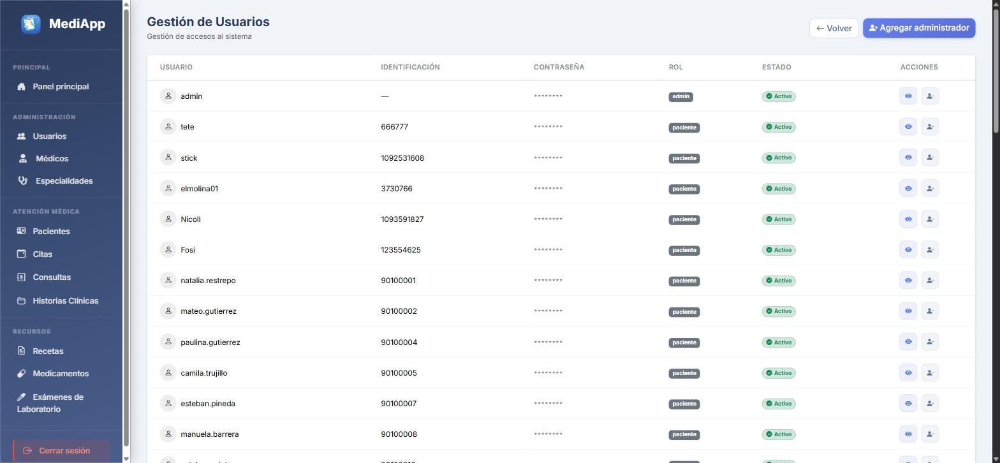 MediApp
PRINCIPAL
Panel principal
ADMINISTRACIÓN
Usuarios
Médicos
Especialidades
ATENCIÓN MÉDICA
Pacientes
Citas
Consultas
Historias Clínicas
RECURSOS
Recetas
Medicamentos
Exámenes de
Laboratorio
Cerrar sesión
Gestión de Usuarios
Gestión de accesos al sistema
Volver
Agregar administrador
USUARIO IDENTIFICACIÓN CONTRASEÑA ROL ESTADO ACCIONES
admin — ******** admin Activo
tete 666777 ******** paciente Activo
stick 1092531608 ******** paciente Activo
elmolina01 3730766 ******** paciente Activo
Nicoll 1093591827 ******** paciente Activo
Fosi 123554625 ******** paciente Activo
natalia.restrepo 90100001 ******** paciente Activo
mateo.gutierrez 90100002 ******** paciente Activo
paulina.gutierrez 90100004 ******** paciente Activo
camila.trujillo 90100005 ******** paciente Activo
esteban.pineda 90100007 ******** paciente Activo
manuela.barrera 90100008 ******** paciente Activo